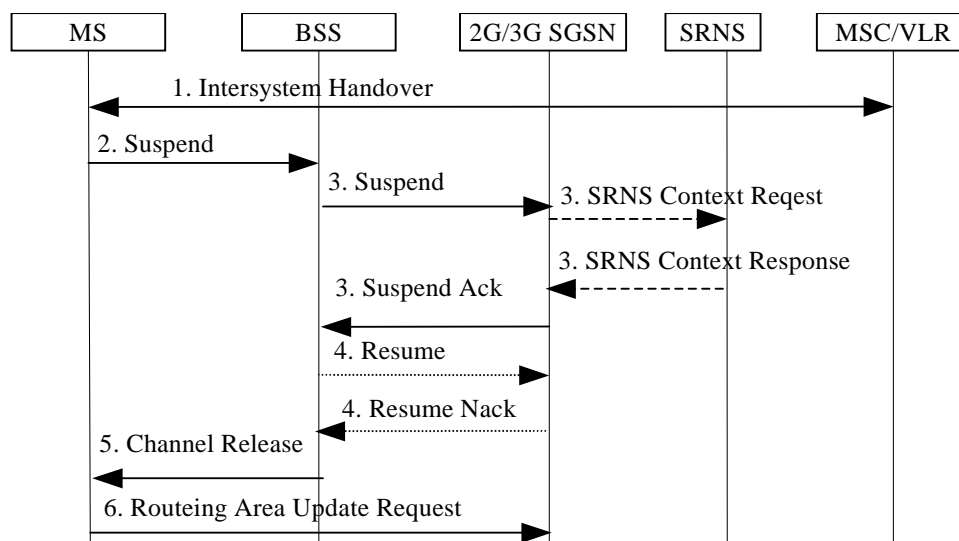 MS
BSS
2G/3G SGSN
SRNS
MSC/VLR
1. Intersystem Handover
2. Suspend
3. Suspend
3. SRNS Context Reqest
3. SRNS Context Response
3. Suspend Ack
4. Resume
4. Resume Nack
5. Channel Release
6. Routeing Area Update Request